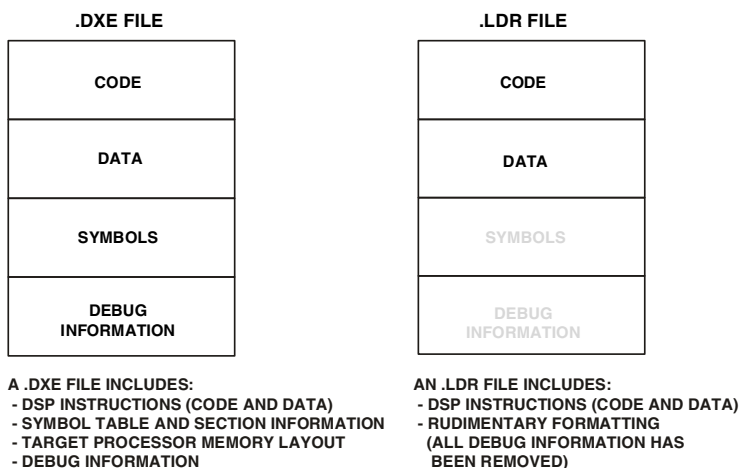 .DXE FILE
CODE
DATA
SYMBOLS
DEBUG
INFORMATION
A .DXE FILE INCLUDES:
- DSP INSTRUCTIONS (CODE AND DATA)
- SYMBOL TABLE AND SECTION INFORMATION
- TARGET PROCESSOR MEMORY LAYOUT
- DEBUG INFORMATION
.LDR FILE
CODE
DATA
SYMBOLS
DEBUG
INFORMATION
AN .LDR FILE INCLUDES:
- DSP INSTRUCTIONS (CODE AND DATA)
- RUDIMENTARY FORMATTING
(ALL DEBUG INFORMATION HAS
BEEN REMOVED)